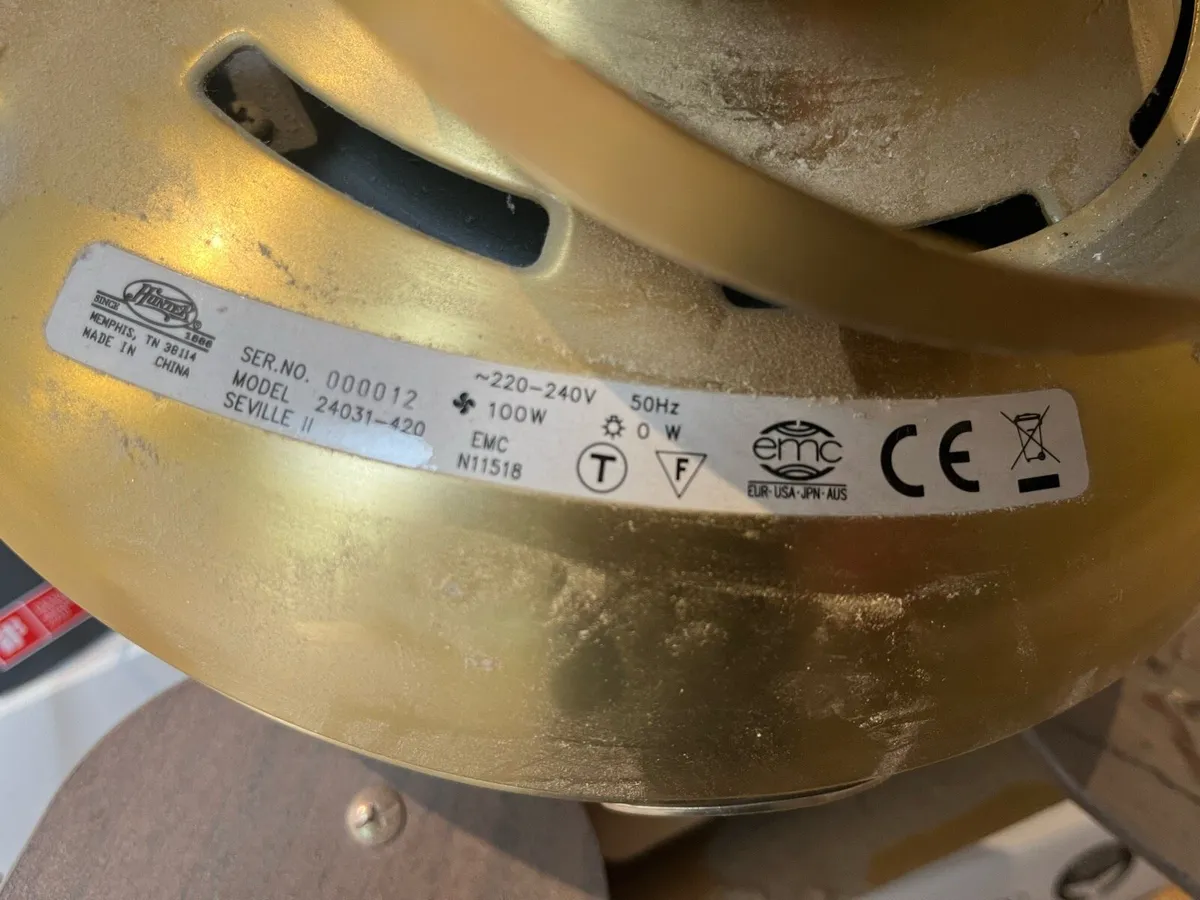 HUNTER
SINCE 1886
MEMPHIS, TN 38114
MADE IN CHINA
SER.NO. 000012
MODEL 24031-420
SEVILLE II
~220-240V 50Hz
100W 0 W
EMC
N11518
T
F
emc
EUR·USA·JPN·AUS
CE